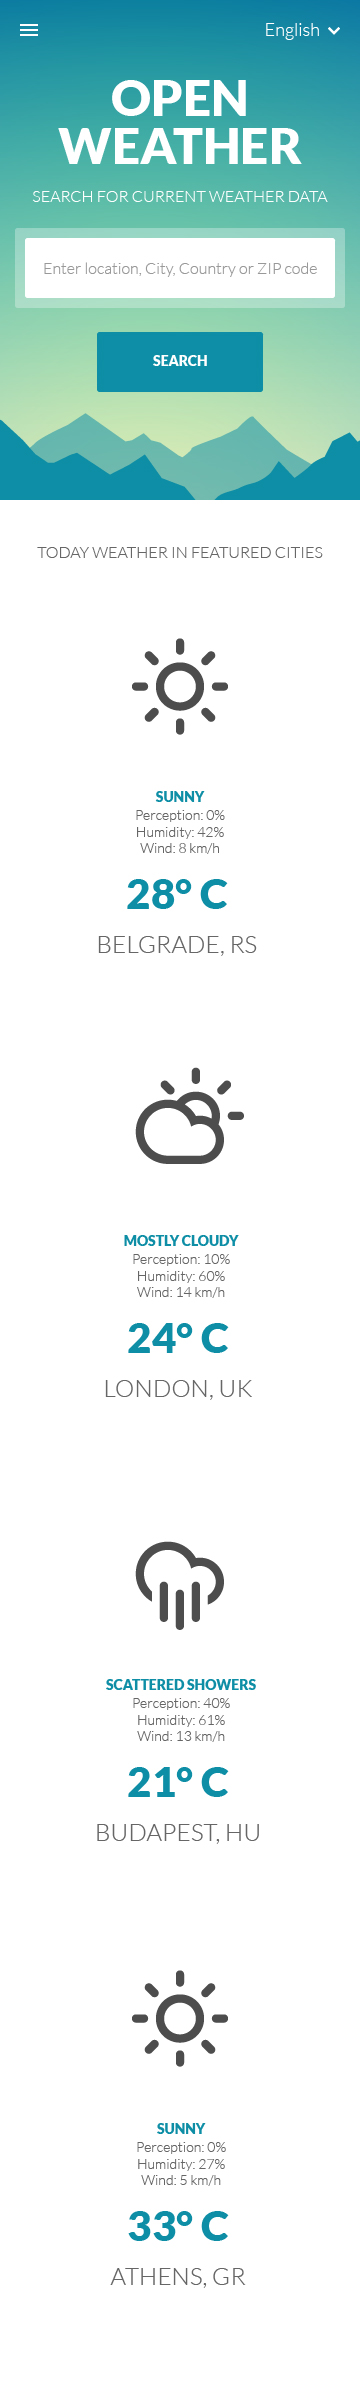 English
OPEN
WEATHER
SEARCH FOR CURRENT WEATHER DATA
Enter location, City, Country or ZIP code
SEARCH
TODAY WEATHER IN FEATURED CITIES
SUNNY
Perception: 0%
Humidity: 42%
Wind: 8 km/h
28° C
BELGRADE, RS
MOSTLY CLOUDY
Perception: 10%
Humidity: 60%
Wind: 14 km/h
24° C
LONDON, UK
SCATTERED SHOWERS
Perception: 40%
Humidity: 61%
Wind: 13 km/h
21° C
BUDAPEST, HU
SUNNY
Perception: 0%
Humidity: 27%
Wind: 5 km/h
33° C
ATHENS, GR